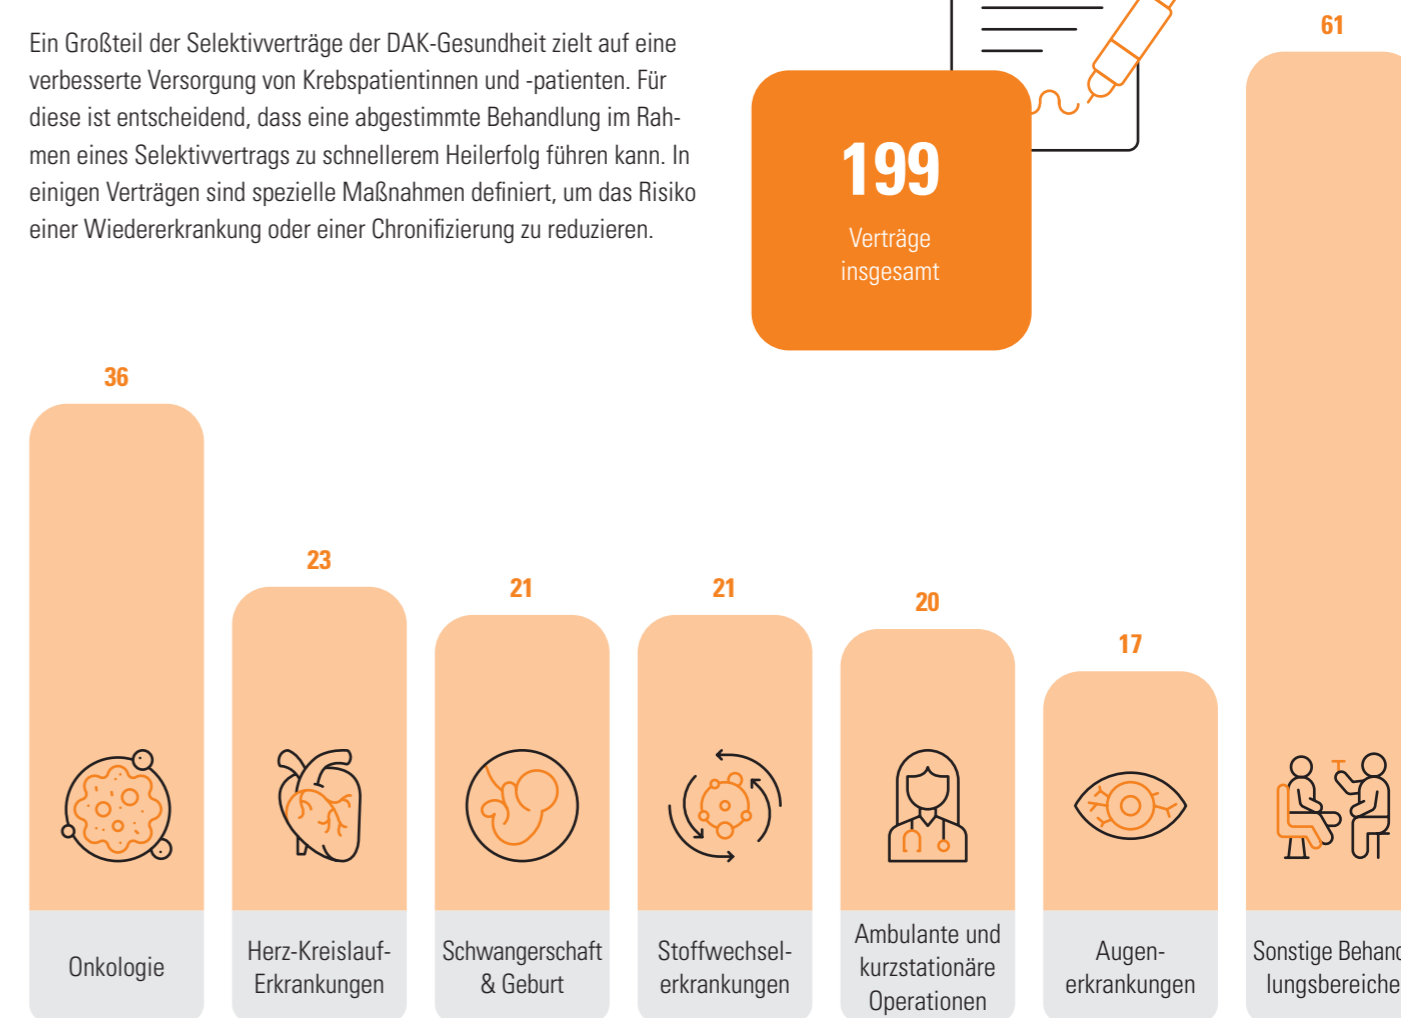 Ein Großteil der Selektivverträge der DAK-Gesundheit zielt auf eine
verbesserte Versorgung von Krebspatientinnen und -patienten. Für
diese ist entscheidend, dass eine abgestimmte Behandlung im Rah-
men eines Selektivvertrags zu schnellerem Heilerfolg führen kann. In
einigen Verträgen sind spezielle Maßnahmen definiert, um das Risiko
einer Wiedererkrankung oder einer Chronifizierung zu reduzieren.
199
Verträge
insgesamt
36
Onkologie
23
Herz-Kreislauf-
Erkrankungen
21
Schwangerschaft
& Geburt
21
Stoffwechsel-
erkrankungen
20
Ambulante und
kurzstationäre
Operationen
17
Augen-
erkrankungen
61
Sonstige Behand
lungsbereiche